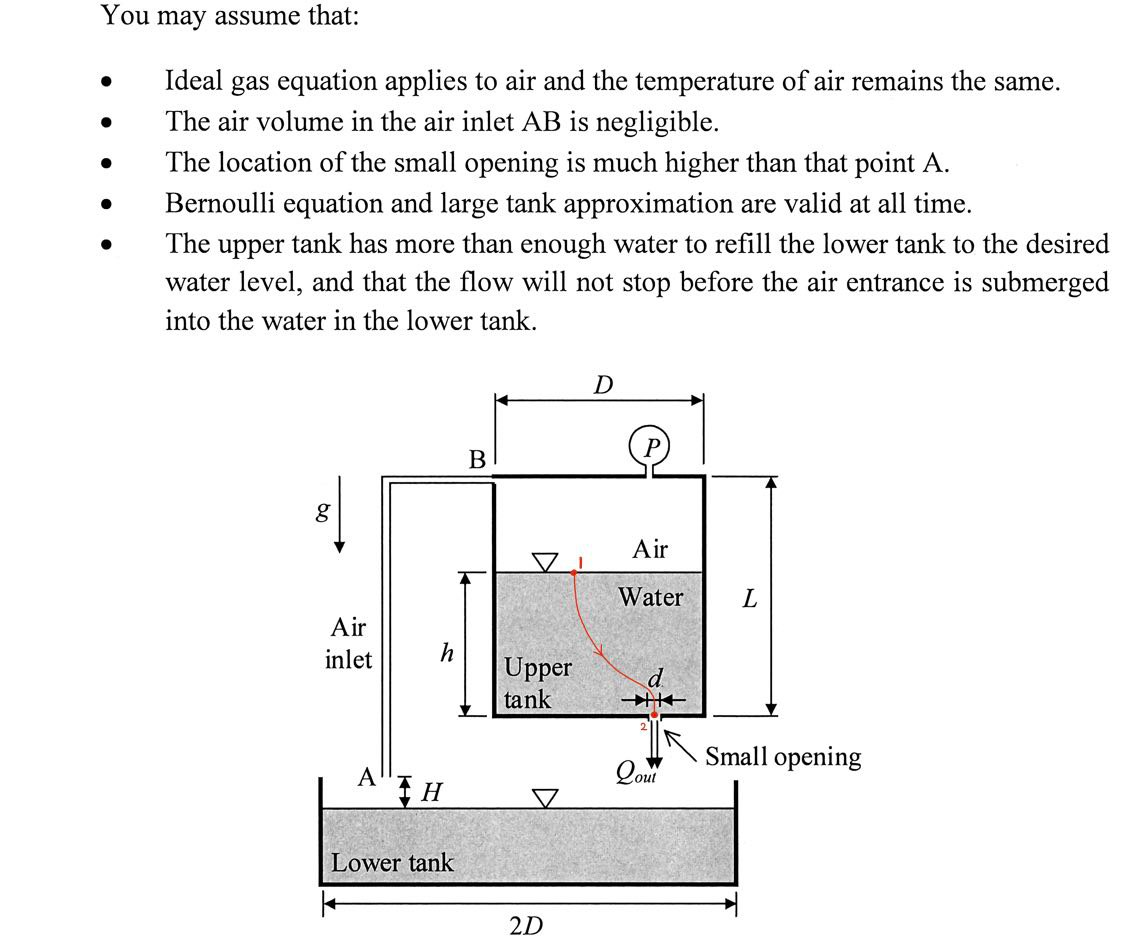 You may assume that:
• Ideal gas equation applies to air and the temperature of air remains the same.
• The air volume in the air inlet AB is negligible.
• The location of the small opening is much higher than that point A.
• Bernoulli equation and large tank approximation are valid at all time.
• The upper tank has more than enough water to refill the lower tank to the desired
water level, and that the flow will not stop before the air entrance is submerged
into the water in the lower tank.
D
P
B
g
Air
1
Water
L
Air
inlet
h
Upper
tank
d
2
Small opening
Qout
A
H
Lower tank
2D